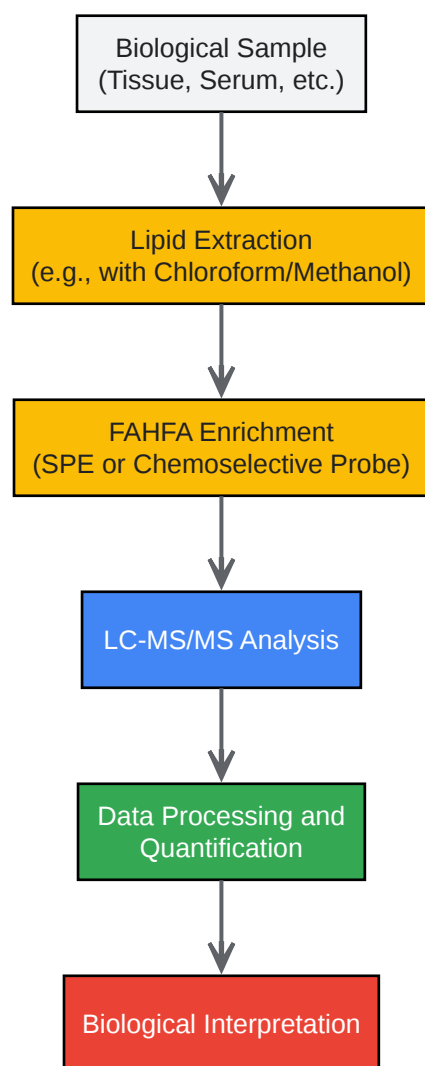 Biological Sample
(Tissue, Serum, etc.)
Lipid Extraction
(e.g., with Chloroform/Methanol)
FAHFA Enrichment
(SPE or Chemoselective Probe)
LC-MS/MS Analysis
Data Processing and
Quantification
Biological Interpretation